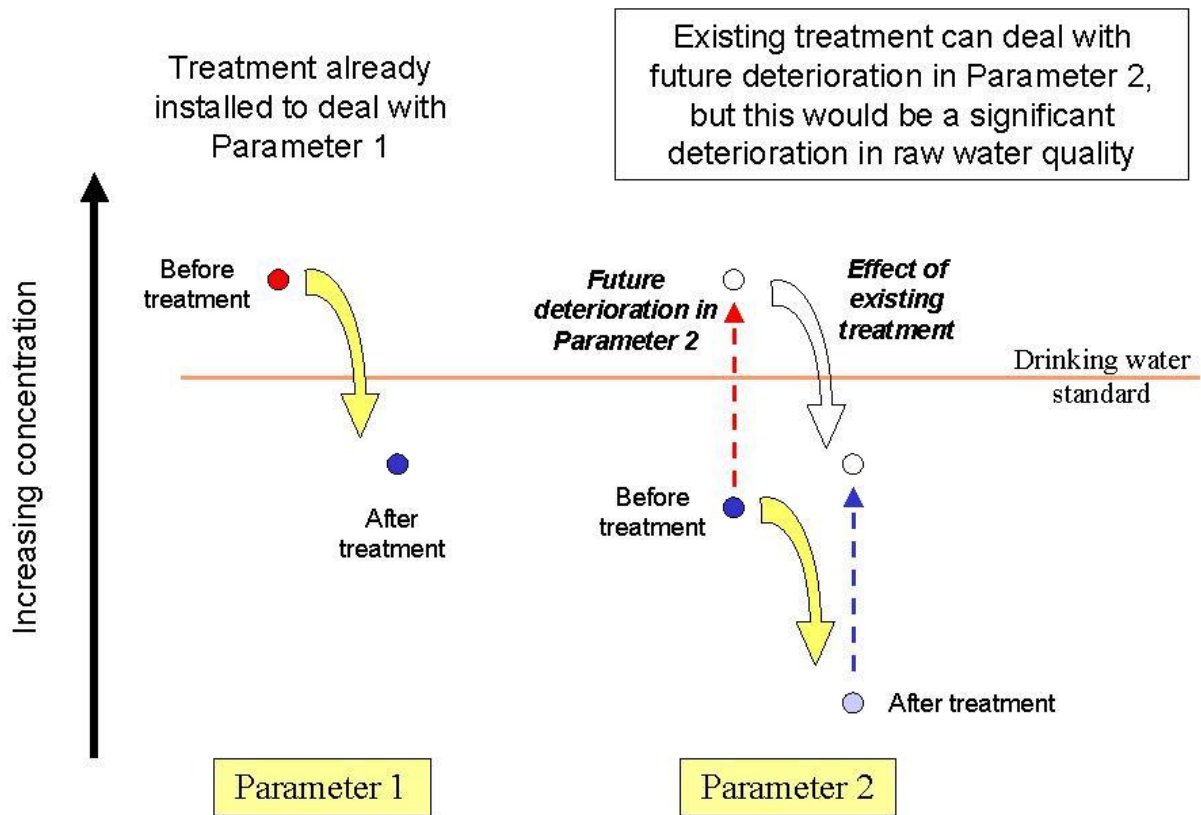 Treatment already
installed to deal with
Parameter 1
Existing treatment can deal with
future deterioration in Parameter 2,
but this would be a significant
deterioration in raw water quality
Increasing concentration
Before
treatment
After
treatment
Future
deterioration in
Parameter 2
Effect of
existing
treatment
Drinking water
standard
Before
treatment
After treatment
Parameter 1
Parameter 2